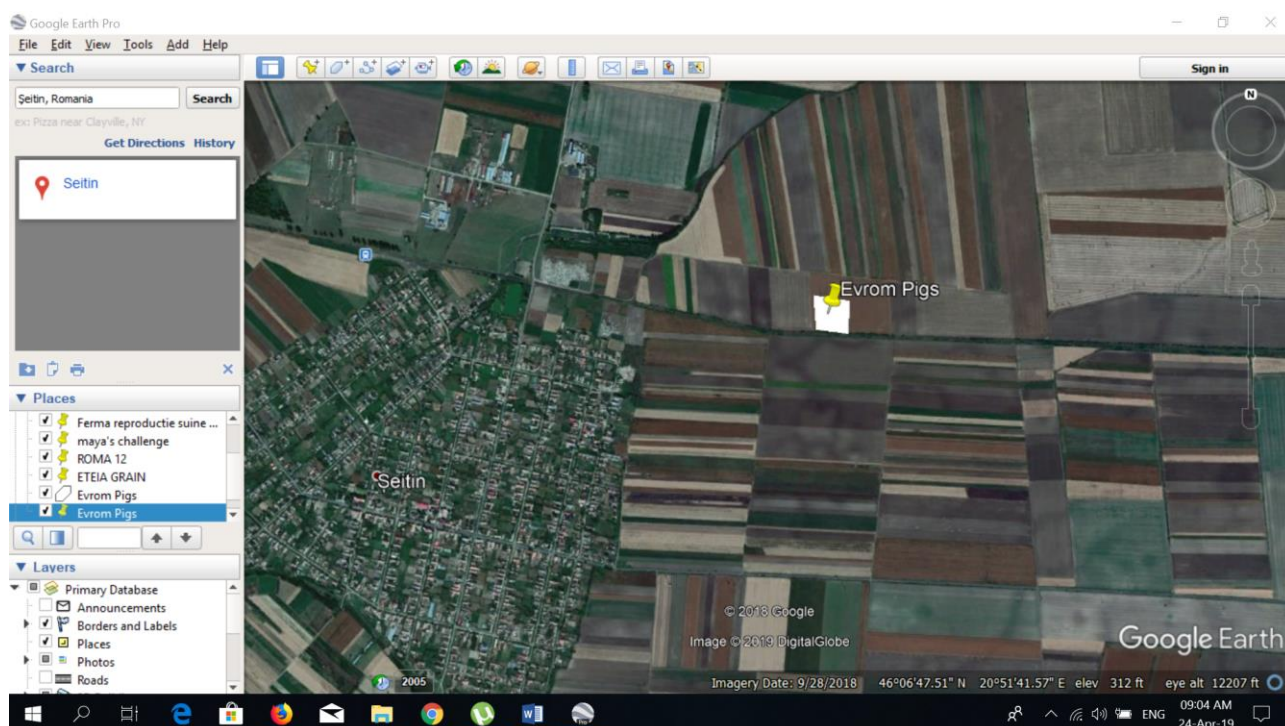 Google Earth Pro
File Edit View Tools Add Help
Search
Sign in
Șeitin, Romania
Search
ex: Pizza near Clayville, NY
Get Directions History
Seitin
N
Evrom Pigs
Seitin
Places
Ferma reproductie suine ...
maya's challenge
ROMA 12
ETEIA GRAIN
Evrom Pigs
Evrom Pigs
Layers
Primary Database
Announcements
Borders and Labels
Places
Photos
Roads
© 2018 Google
Image © 2019 DigitalGlobe
Google Earth
2005
Imagery Date: 9/28/2018 46°06'47.51" N 20°51'41.57" E elev 312 ft eye alt 12207 ft
ENG
09:04 AM
24-Apr-19